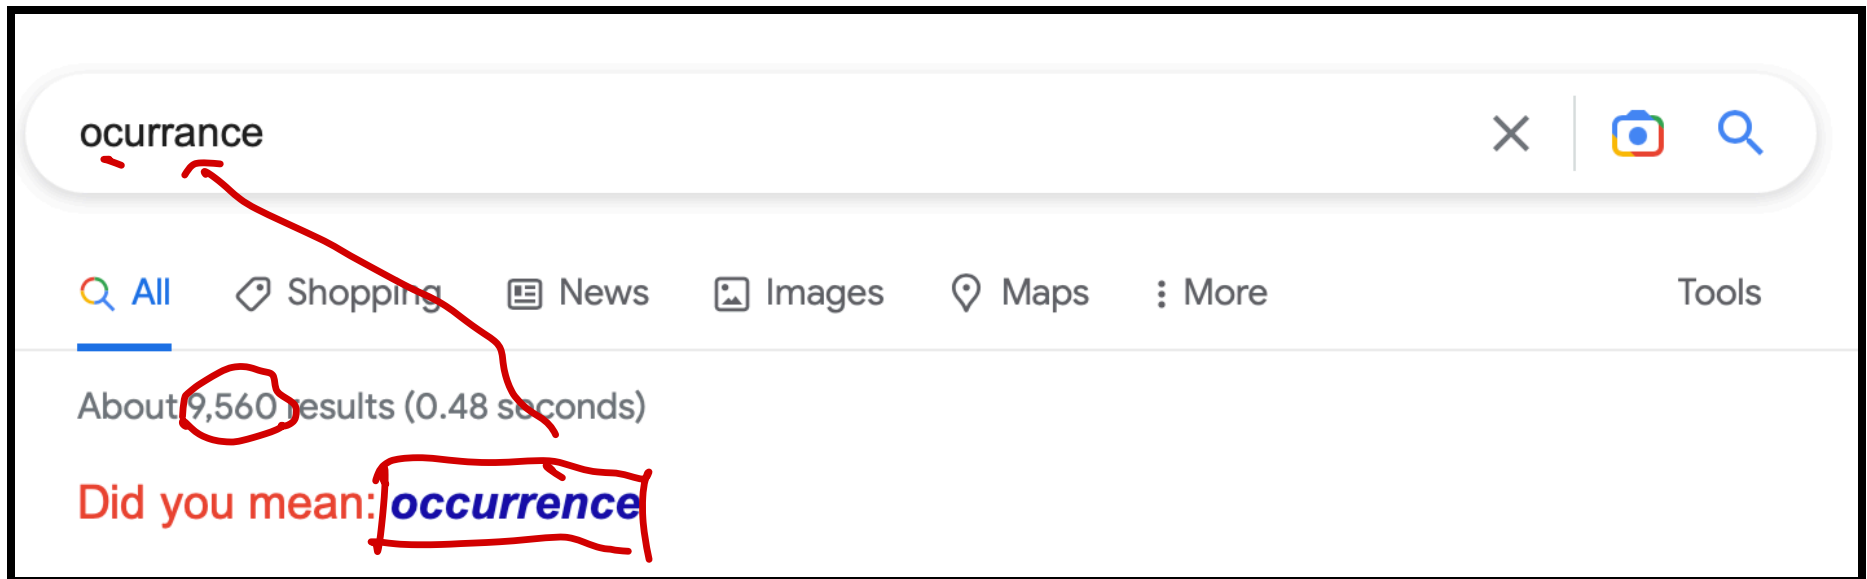 ocurrance
All Shopping News Images Maps More Tools
About 9,560 results (0.48 seconds)
Did you mean: occurrence